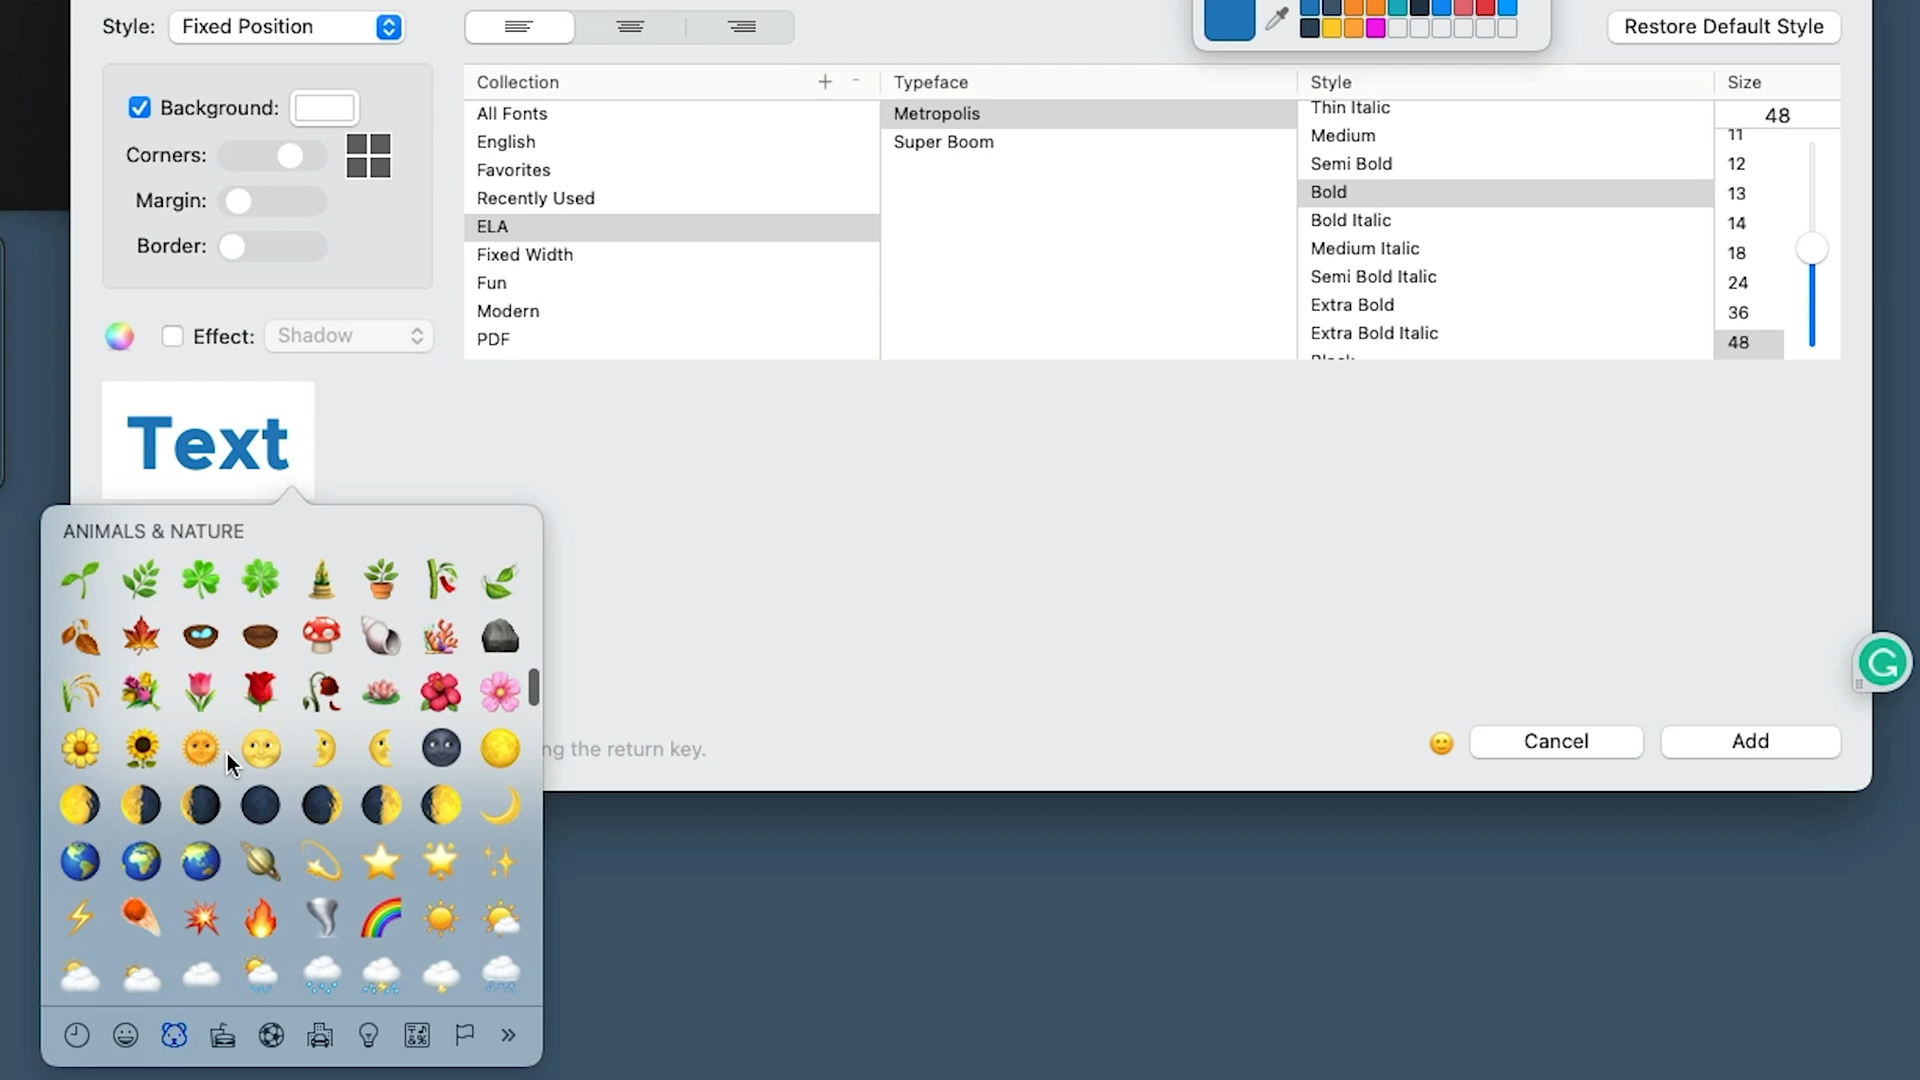 Style: Fixed Position
Restore Default Style
Background:
Corners:
Margin:
Border:
Effect: Shadow
Collection + -
All Fonts
English
Favorites
Recently Used
ELA
Fixed Width
Fun
Modern
PDF
Typeface
Metropolis
Super Boom
Style
Thin Italic
Medium
Semi Bold
Bold
Bold Italic
Medium Italic
Semi Bold Italic
Extra Bold
Extra Bold Italic
Black
Size
48
11
12
13
14
18
24
36
48
Text
ANIMALS & NATURE
ng the return key.
Cancel
Add